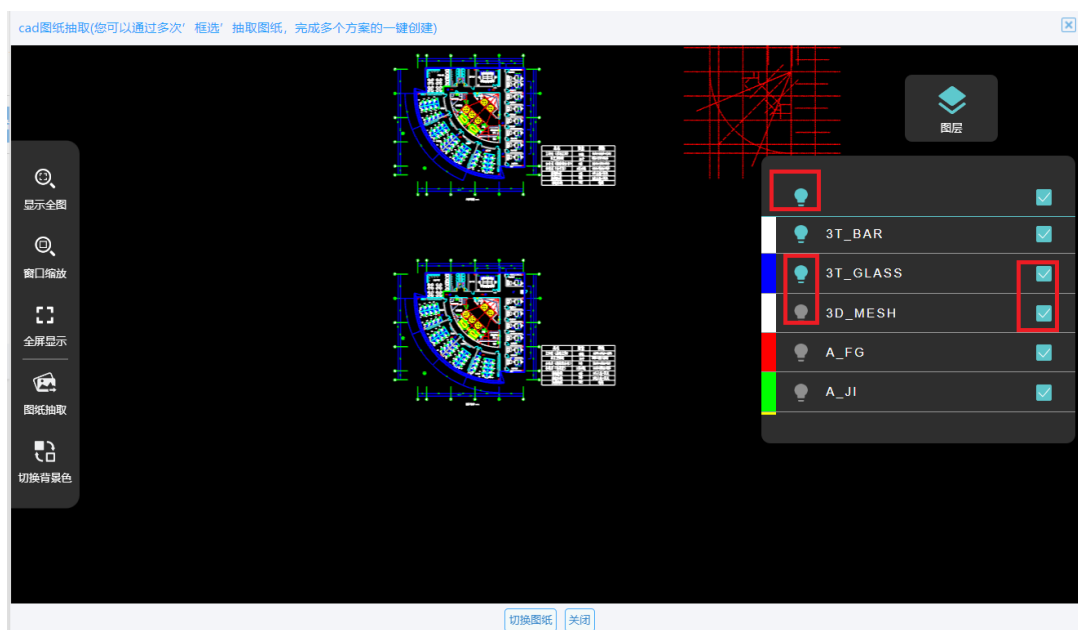 cad图纸抽取(您可以通过多次‘框选’抽取图纸，完成多个方案的一键创建)
图层
显示全图
窗口缩放
全屏显示
图纸抽取
切换背景色
3T_BAR
3T_GLASS
3D_MESH
A_FG
A_JI
切换图纸
关闭